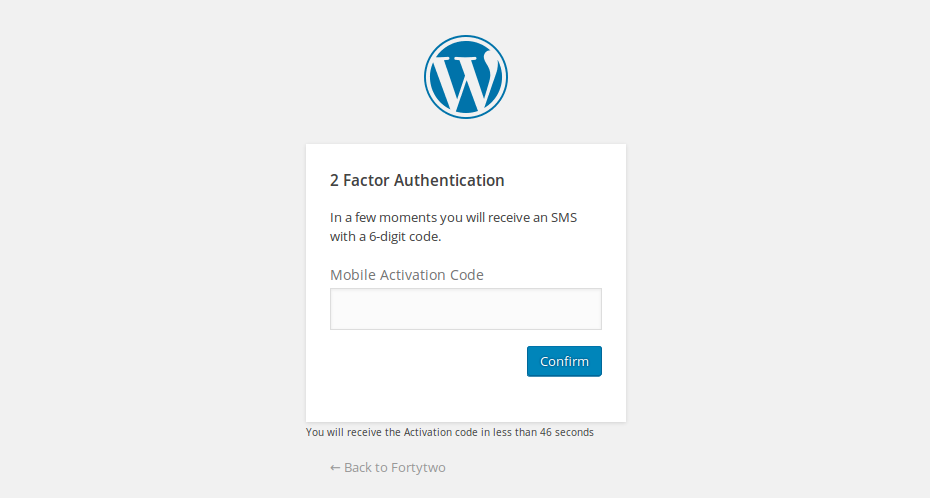 2 Factor Authentication
In a few moments you will receive an SMS
with a 6-digit code.
Mobile Activation Code
Confirm
You will receive the Activation code in less than 46 seconds
← Back to Fortytwo